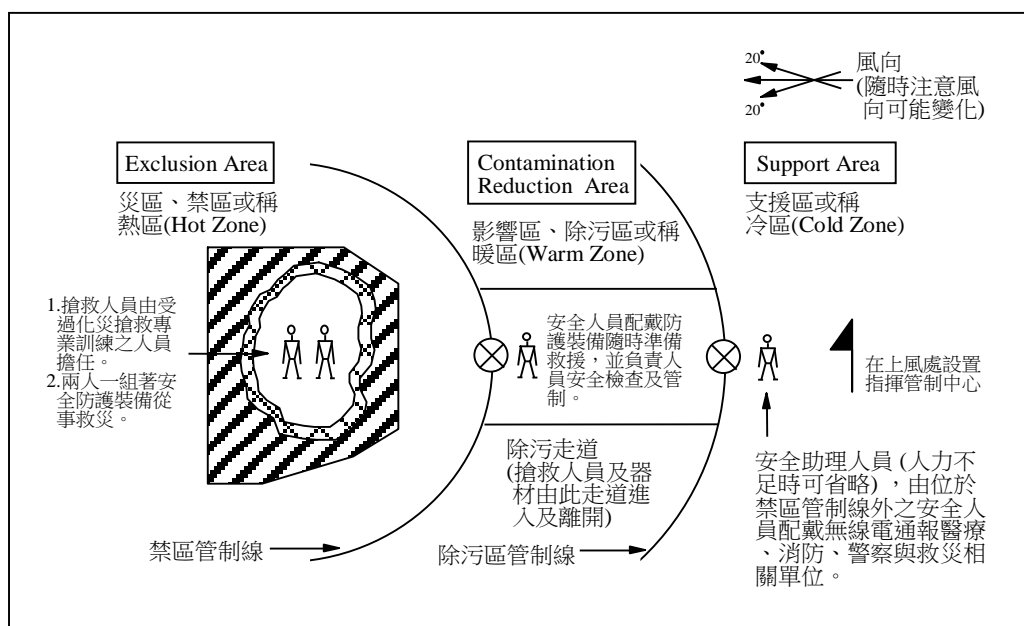 20°
20°
風向
(隨時注意風
向可能變化)
Exclusion Area
災區、禁區或稱
熱區(Hot Zone)
Contamination
Reduction Area
影響區、除污區或稱
暖區(Warm Zone)
Support Area
支援區或稱
冷區(Cold Zone)
1.搶救人員由受
過化災搶救專
業訓練之人員
擔任。
2.兩人一組著安
全防護裝備從
事救災。
安全人員配戴防
護裝備隨時準備
救援，並負責人
員安全檢查及管
制。
在上風處設置
指揮管制中心
除污走道
(搶救人員及器
材由此走道進
入及離開)
安全助理人員 (人力不
足時可省略) ，由位於
禁區管制線外之安全人
員配戴無線電通報醫療
、消防、警察與救災相
關單位。
禁區管制線
除污區管制線